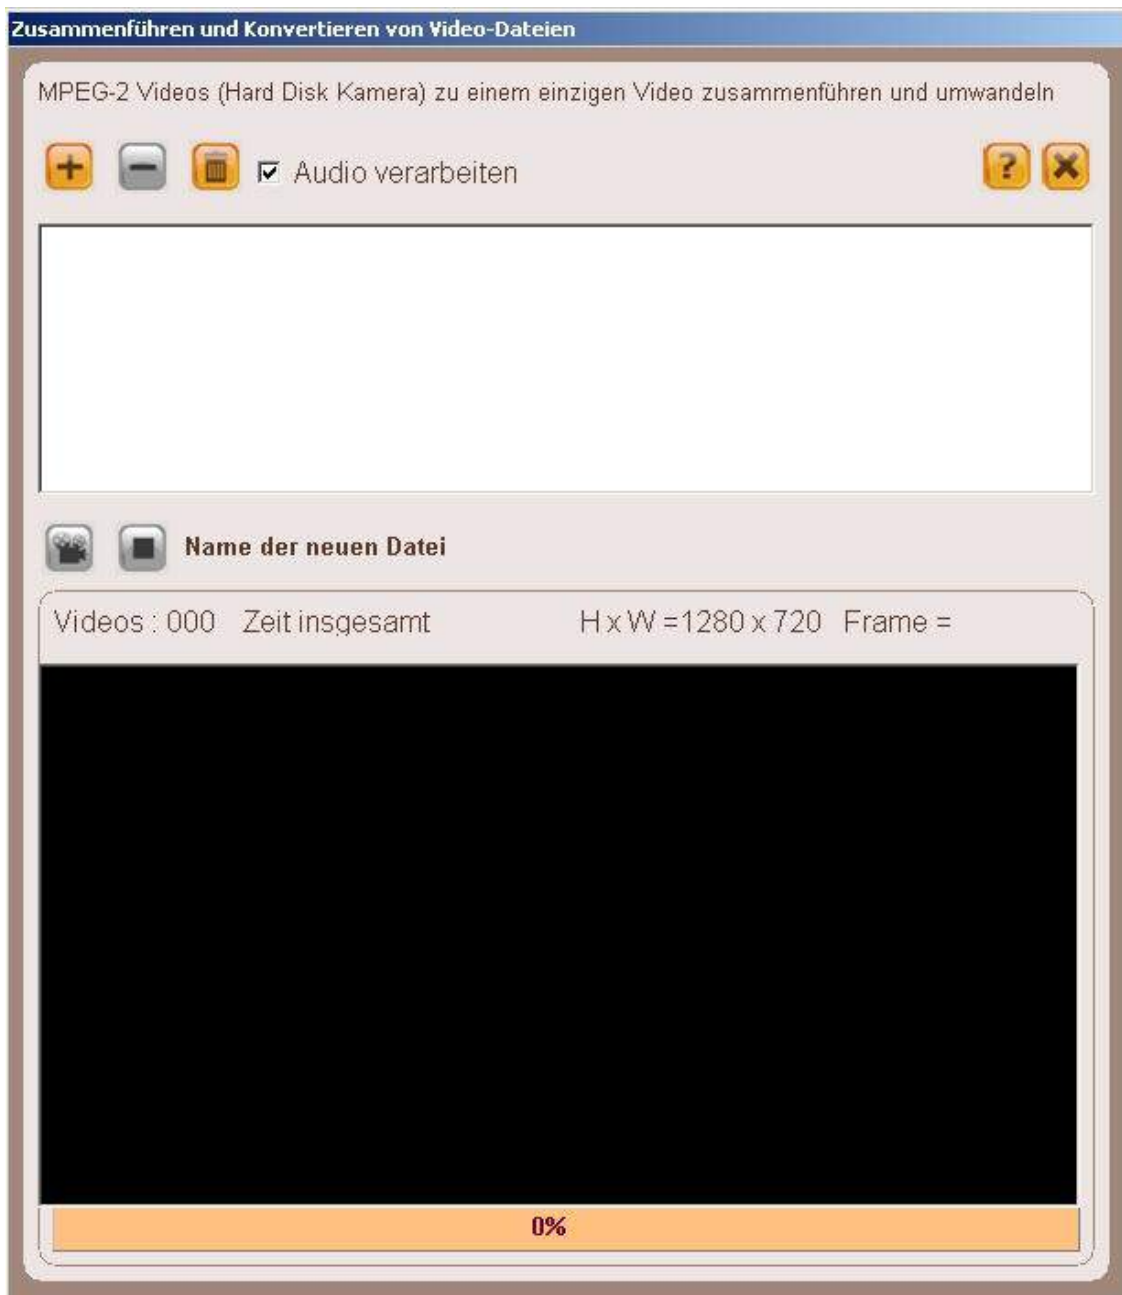 Zusammenführen und Konvertieren von Video-Dateien
MPEG-2 Videos (Hard Disk Kamera) zu einem einzigen Video zusammenführen und umwandeln
Audio verarbeiten
?
Name der neuen Datei
Videos : 000 Zeit insgesamt H x W =1280 x 720 Frame =
0%